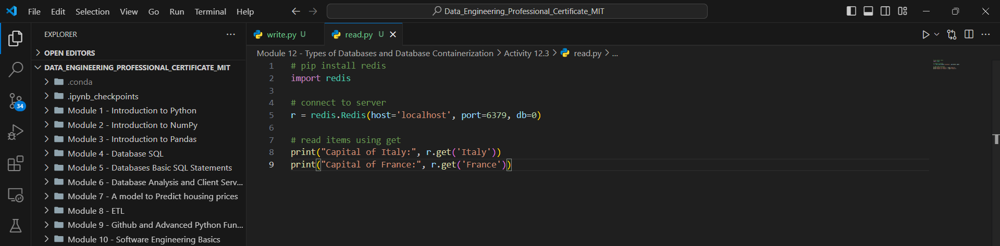 File Edit Selection View Go Run Terminal Help
Data_Engineering_Professional_Certificate_MIT
EXPLORER
OPEN EDITORS
DATA_ENGINEERING_PROFESSIONAL_CERTIFICATE_MIT
.conda
.ipynb_checkpoints
34
Module 1 - Introduction to Python
Module 2 - Introduction to NumPy
Module 3 - Introduction to Pandas
Module 4 - Database SQL
Module 5 - Databases Basic SQL Statements
Module 6 - Database Analysis and Client Serv...
Module 7 - A model to Predict housing prices
Module 8 - ETL
Module 9 - Github and Advanced Python Fun...
Module 10 - Software Engineering Basics
write.py U read.py U
Module 12 - Types of Databases and Database Containerization > Activity 12.3 > read.py > ...
1 # pip install redis
2 import redis
3
4 # connect to server
5 r = redis.Redis(host='localhost', port=6379, db=0)
6
7 # read items using get
8 print("Capital of Italy:", r.get('Italy'))
9 print("Capital of France:", r.get('France'))